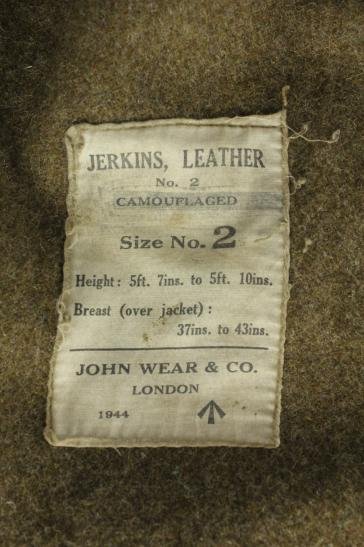 JERKINS, LEATHER
No. 2
CAMOUFLAGED
Size No. 2
Height: 5ft. 7ins. to 5ft. 10ins.
Breast (over jacket):
37ins. to 43ins.
JOHN WEAR & CO.
LONDON
1944